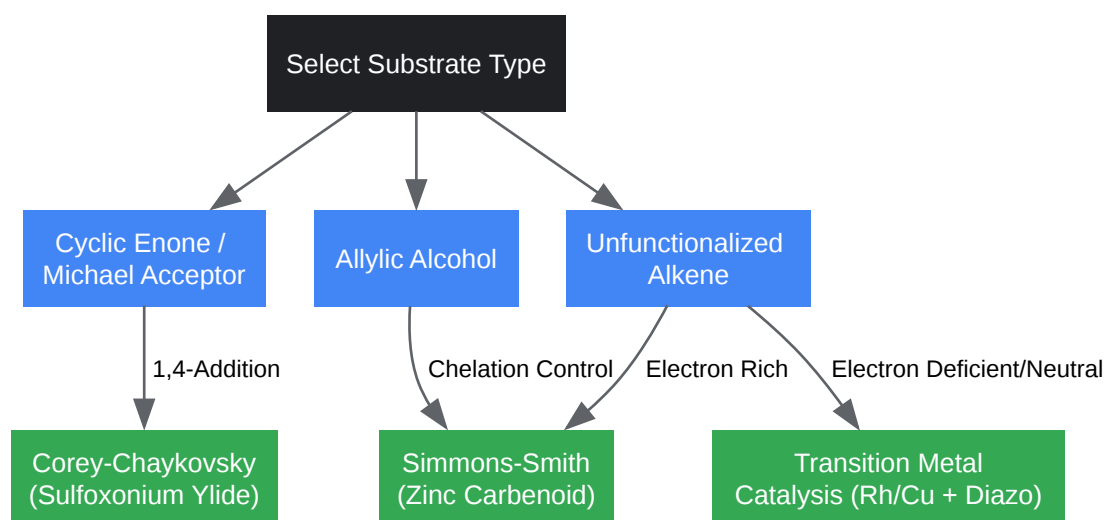 Select Substrate Type
Cyclic Enone /
Michael Acceptor
Allylic Alcohol
Unfunctionalized
Alkene
1,4-Addition
Chelation Control
Electron Rich
Electron Deficient/Neutral
Corey-Chaykovsky
(Sulfoxonium Ylide)
Simmons-Smith
(Zinc Carbenoid)
Transition Metal
Catalysis (Rh/Cu + Diazo)